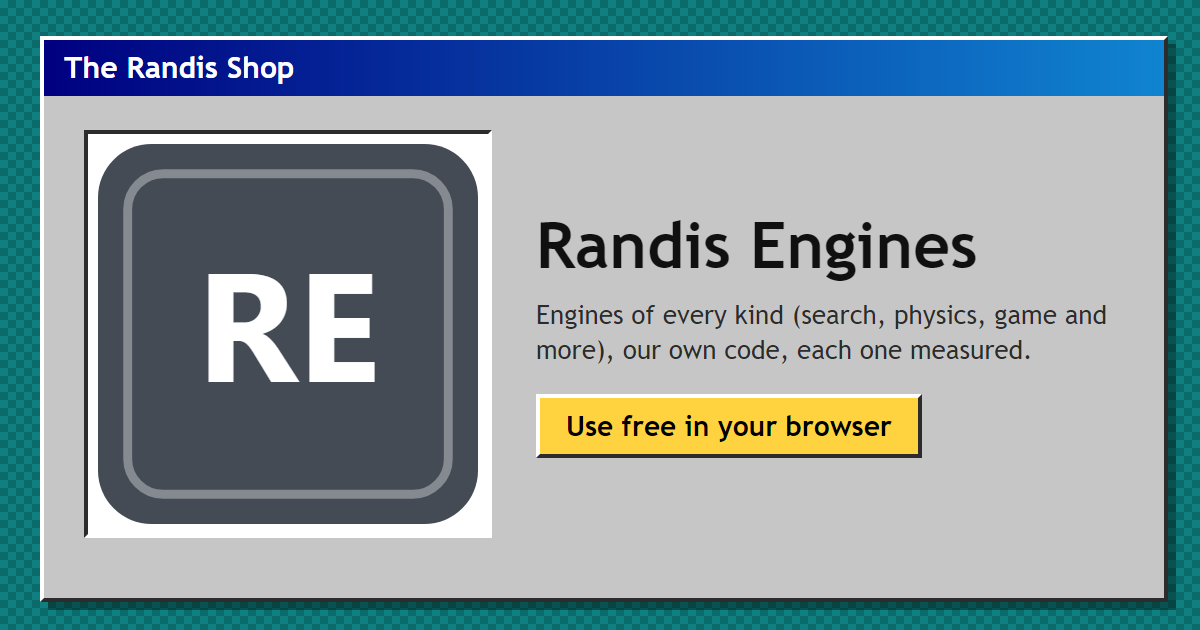 The Randis Shop
RE
Randis Engines
Engines of every kind (search, physics, game and
more), our own code, each one measured.
Use free in your browser